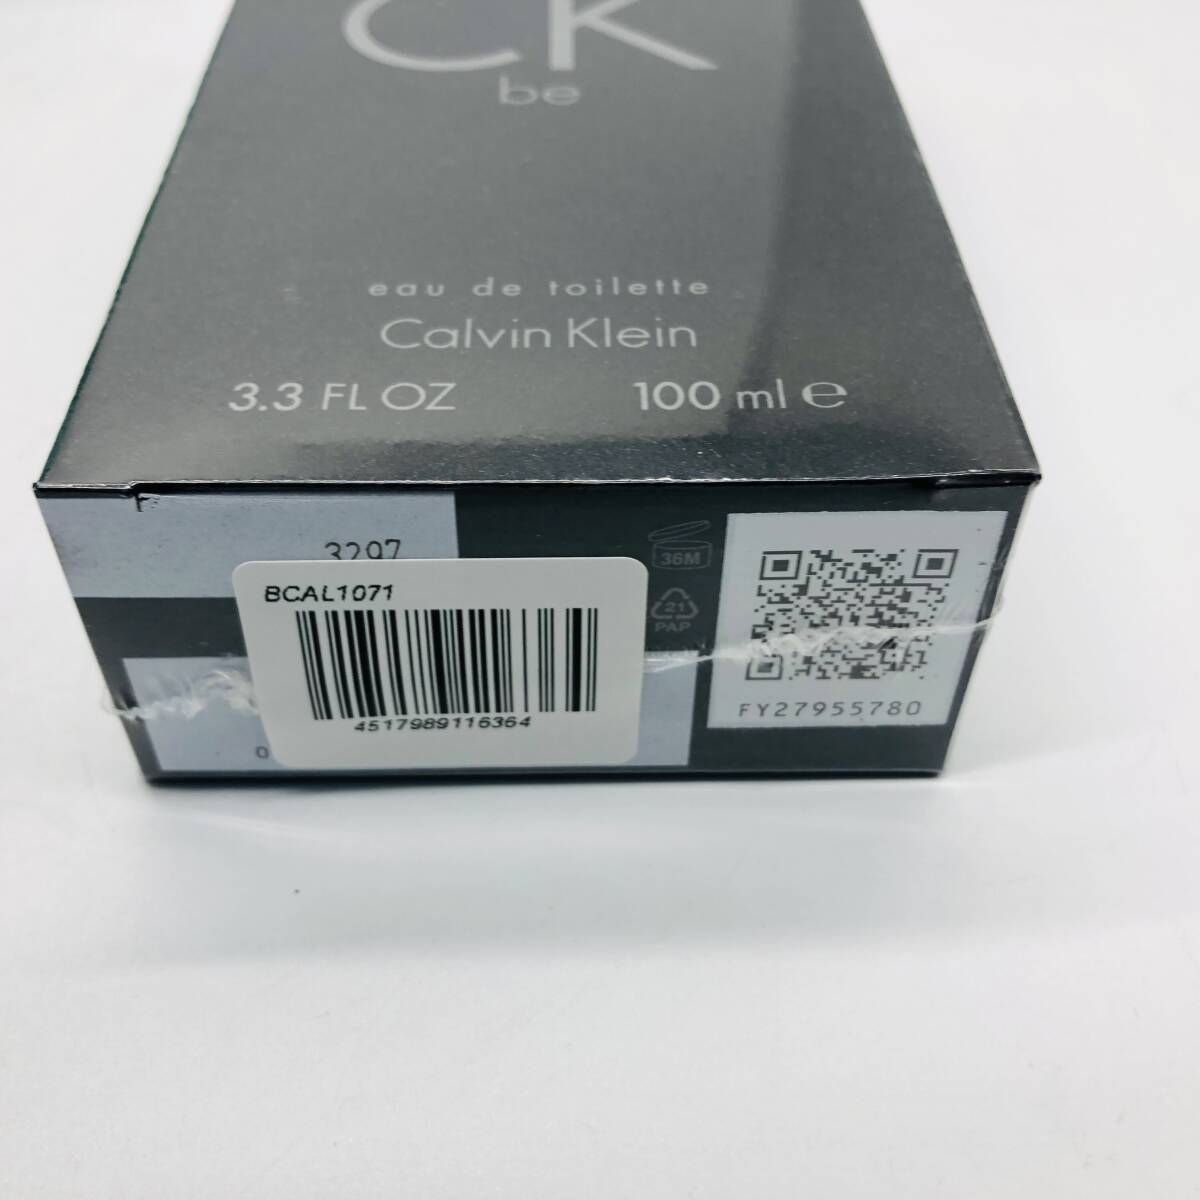 CK
be
eau de toilette
Calvin Klein
3.3 FL OZ 100 ml ℮
3297
36M
BCAL1071
21
PAP
4517989116364
FY27955780
0